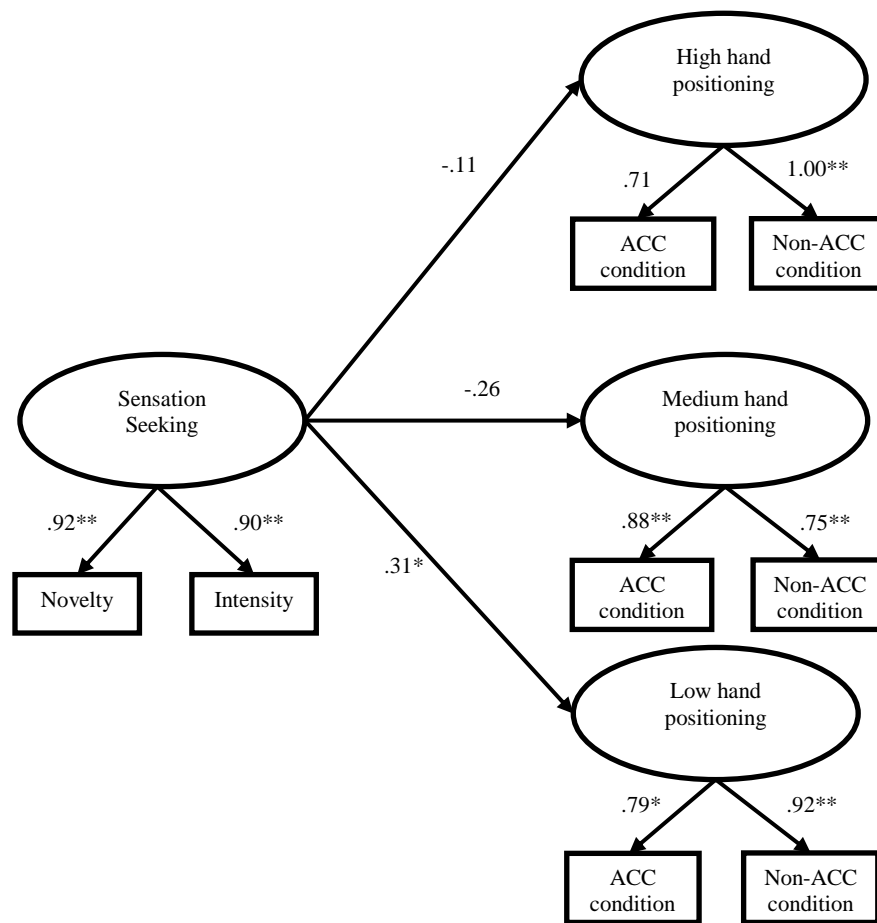 High hand
positioning
-.11
.71
1.00**
ACC
condition
Non-ACC
condition
Sensation
Seeking
-.26
Medium hand
positioning
.92**
.90**
.88**
.75**
.31*
Novelty
Intensity
ACC
condition
Non-ACC
condition
Low hand
positioning
.79*
.92**
ACC
condition
Non-ACC
condition